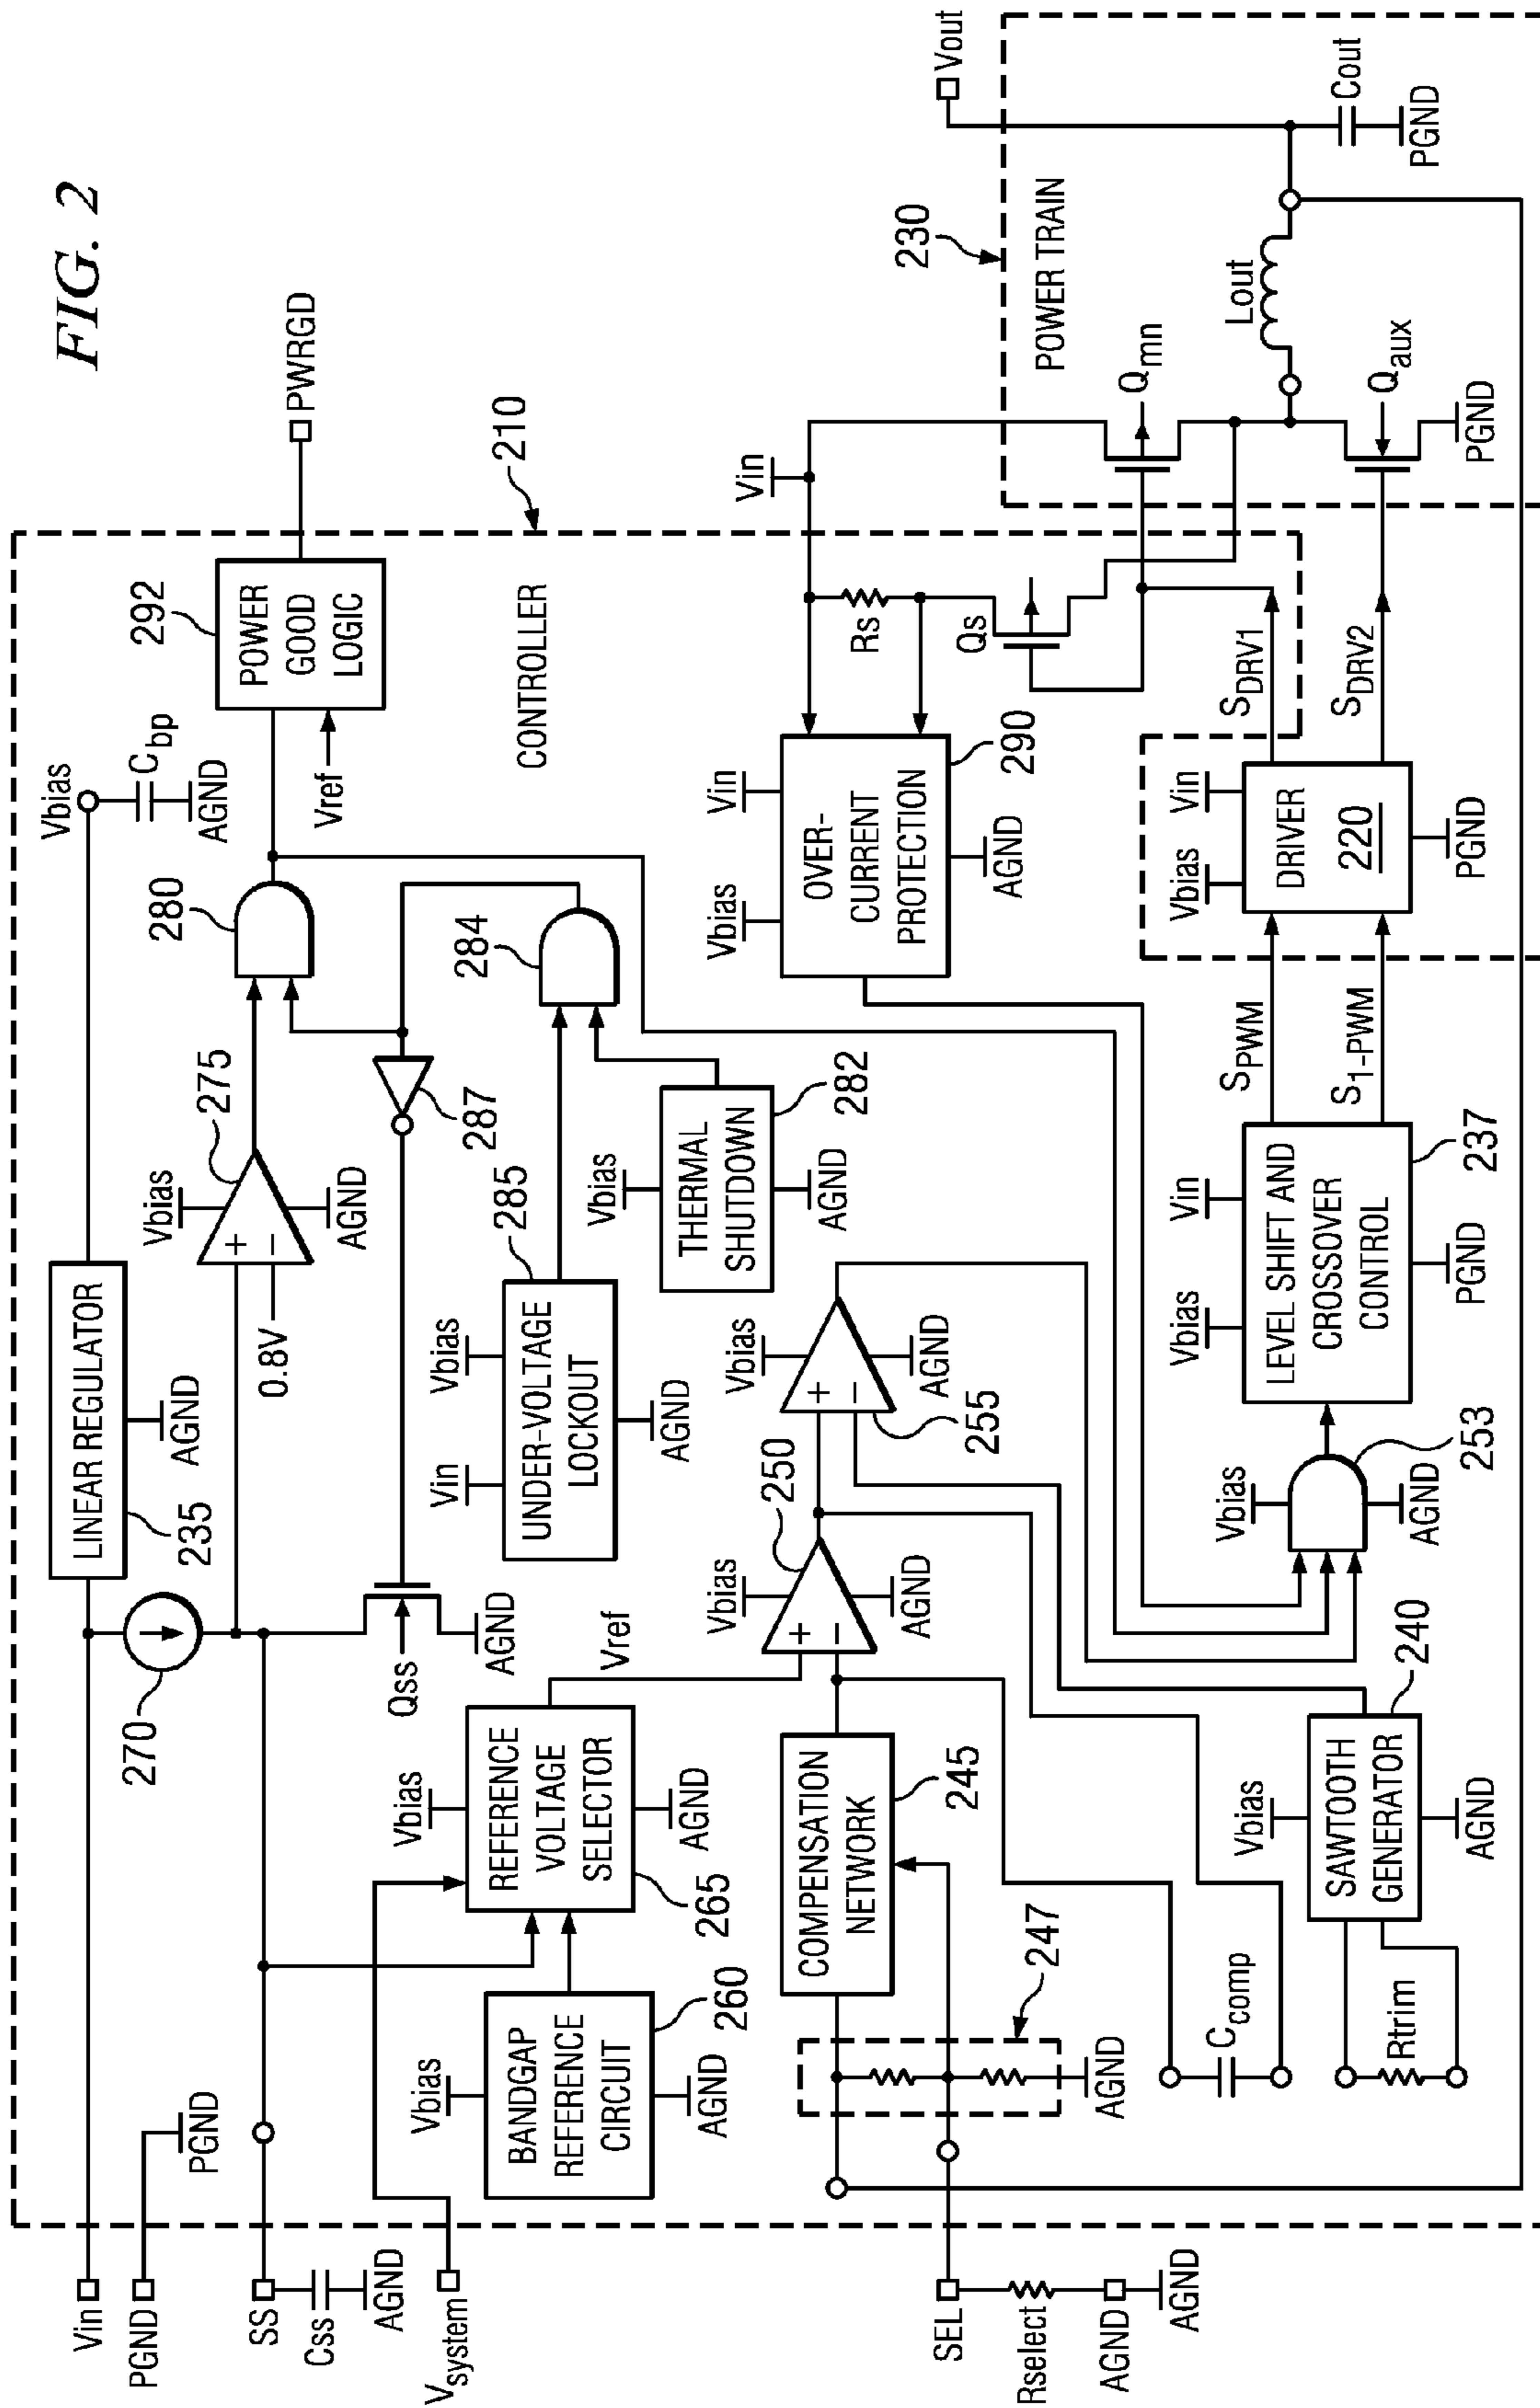 FIG. 2
Vin
PGND
PGND
SS
Css
AGND
Vsystem
270
LINEAR REGULATOR
235
AGND
Vbias
Cbp
AGND
0.8V
+
−
Vbias
275
AGND
280
292
POWER
GOOD
LOGIC
Vref
PWRGD
CONTROLLER
210
Qss
AGND
287
284
Vin
Vbias
285
UNDER-VOLTAGE
LOCKOUT
AGND
Vbias
THERMAL
SHUTDOWN
282
AGND
Vbias
BANDGAP
REFERENCE
CIRCUIT
260
AGND
Vbias
REFERENCE
VOLTAGE
SELECTOR
265
AGND
Vref
COMPENSATION
NETWORK
245
247
AGND
SEL
Rselect
AGND
AGND
Vbias
250
+
−
AGND
Vbias
255
+
−
AGND
Vbias
Vin
OVER-
CURRENT
PROTECTION
290
AGND
Vin
Rs
Qs
Ccomp
Rtrim
Vbias
SAWTOOTH
GENERATOR
240
AGND
Vbias
253
AGND
Vbias
Vin
LEVEL SHIFT AND
CROSSOVER
CONTROL
237
PGND
SPWM
S1-PWM
Vbias
Vin
DRIVER
220
PGND
SDRV1
SDRV2
230
POWER TRAIN
Qmn
Qaux
PGND
Lout
Vout
Cout
PGND